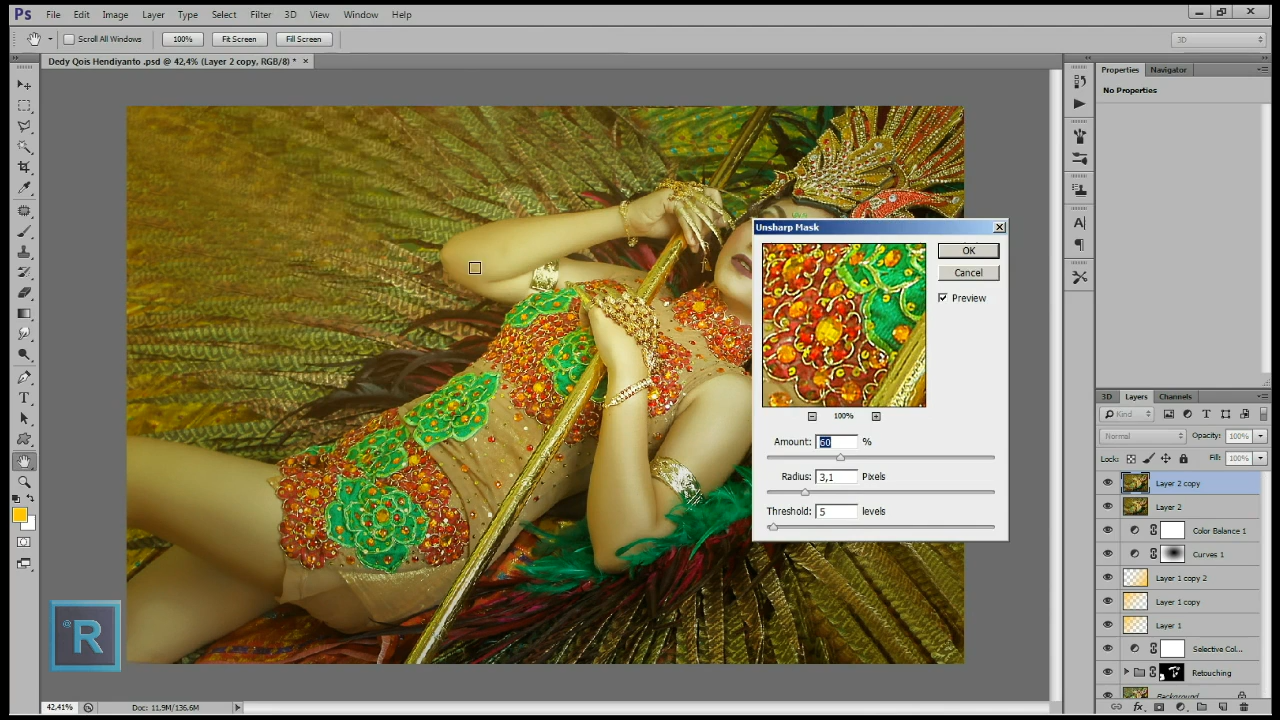 Ps File Edit Image Layer Type Select Filter 3D View Window Help
Scroll All Windows 100% Fit Screen Fill Screen 3D
Dedy Qois Hendiyanto .psd @ 42,4% (Layer 2 copy, RGB/8) *
Properties Navigator
No Properties
Unsharp Mask
OK
Cancel
Preview
100%
Amount: 60 %
Radius: 3,1 Pixels
Threshold: 5 levels
3D Layers Channels
Kind
Normal Opacity: 100%
Locks: Fill: 100%
Layer 2 copy
Layer 2
Color Balance 1
Curves 1
Layer 1 copy 2
Layer 1 copy
Layer 1
Selective Col...
Retouching
Background
fx
®R
42,41% Doc: 11,9M/136,6M